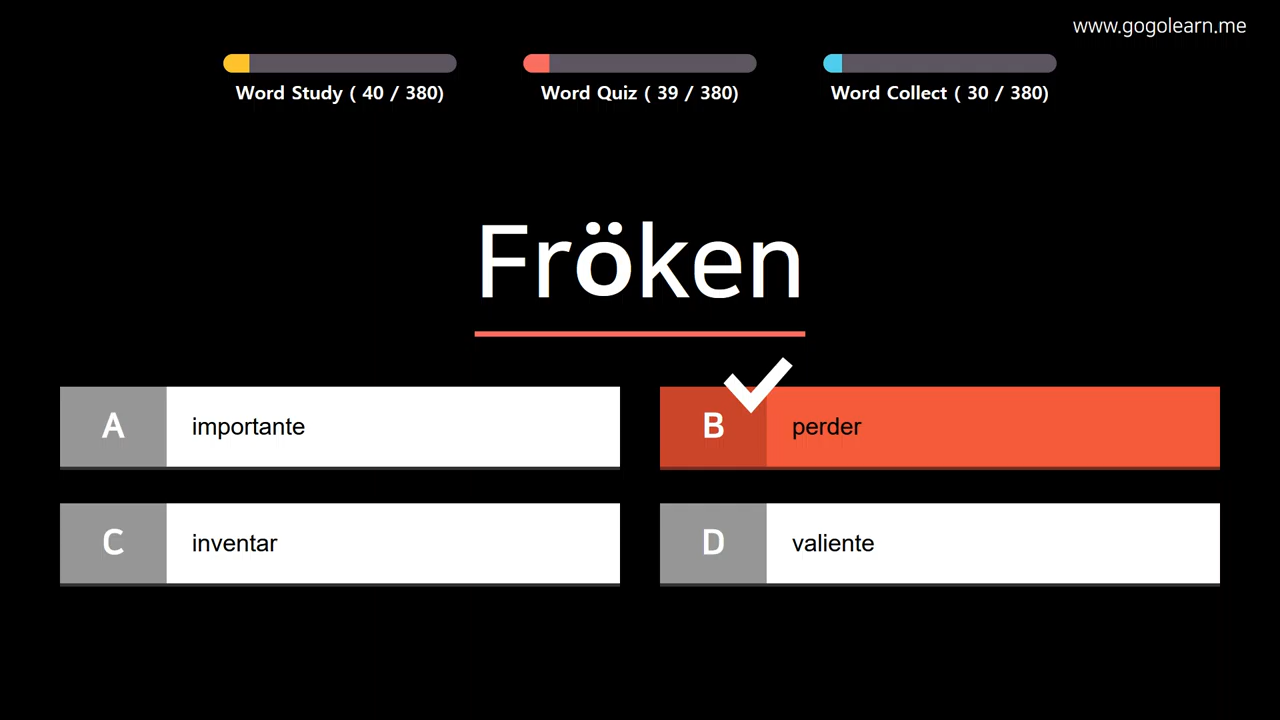 www.gogolearn.me
Word Study ( 40 / 380)
Word Quiz ( 39 / 380)
Word Collect ( 30 / 380)
Fröken
A importante
B perder
C inventar
D valiente